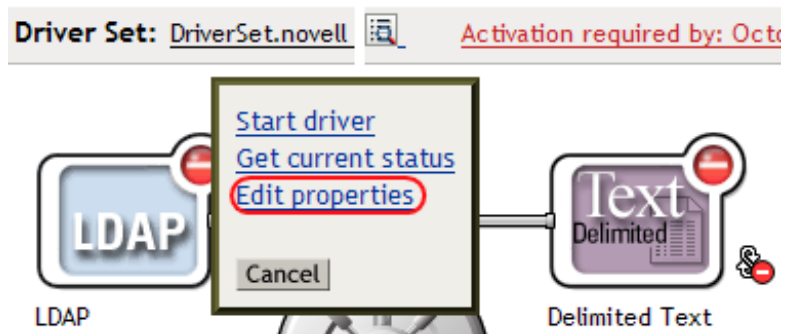 Driver Set: DriverSet.novell Activation required by: Octo
Start driver
Get current status
Edit properties
Cancel
LDAP
Text
Delimited
LDAP
Delimited Text